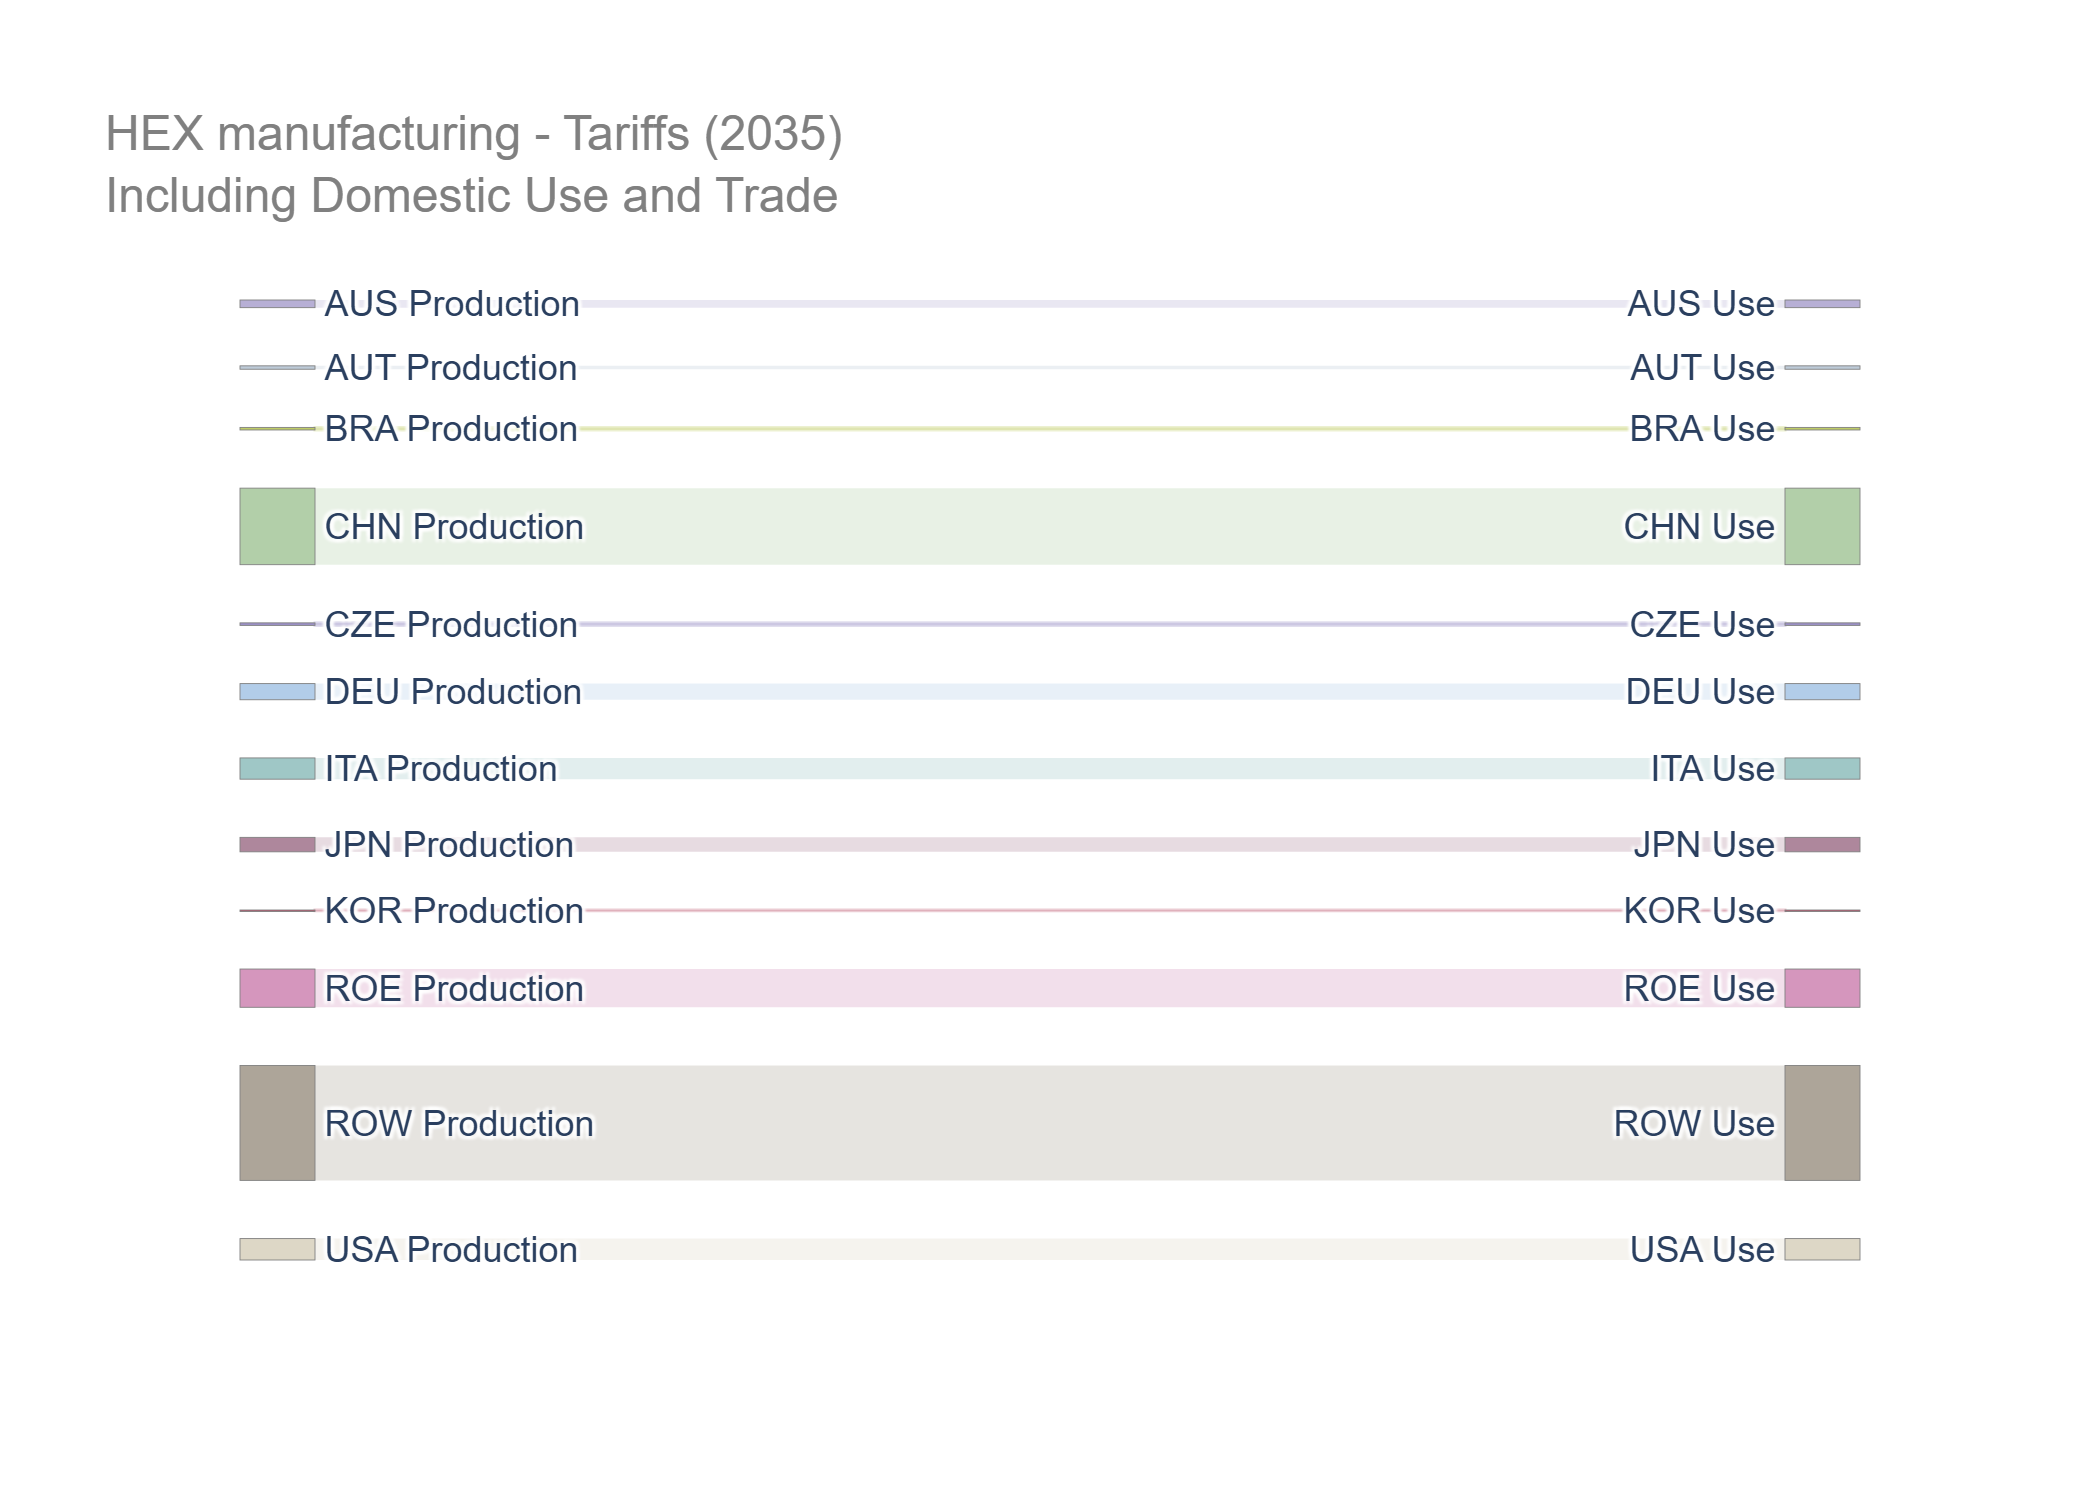 HEX manufacturing - Tariffs (2035)
Including Domestic Use and Trade
AUS Production
AUS Use
AUT Production
AUT Use
BRA Production
BRA Use
CHN Production
CHN Use
CZE Production
CZE Use
DEU Production
DEU Use
ITA Production
ITA Use
JPN Production
JPN Use
KOR Production
KOR Use
ROE Production
ROE Use
ROW Production
ROW Use
USA Production
USA Use